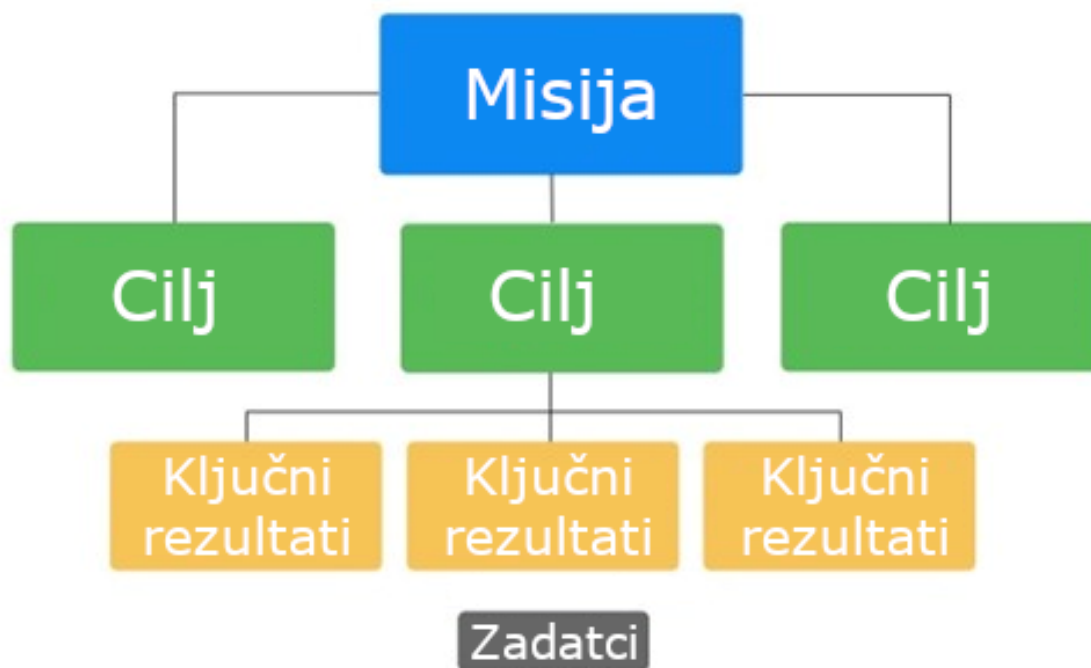 Misija
Cilj
Cilj
Cilj
Ključni
rezultati
Ključni
rezultati
Ključni
rezultati
Zadatci